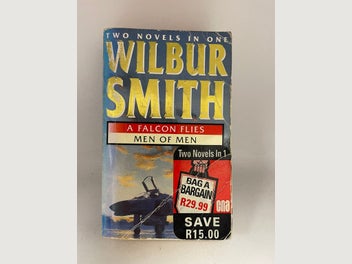 TWO NOVELS IN ONE
WILBUR
SMITH
A FALCON FLIES
MEN OF MEN
Two Novels In 1
BAG A
BARGAIN
R29.99
cna
SAVE
R15.00